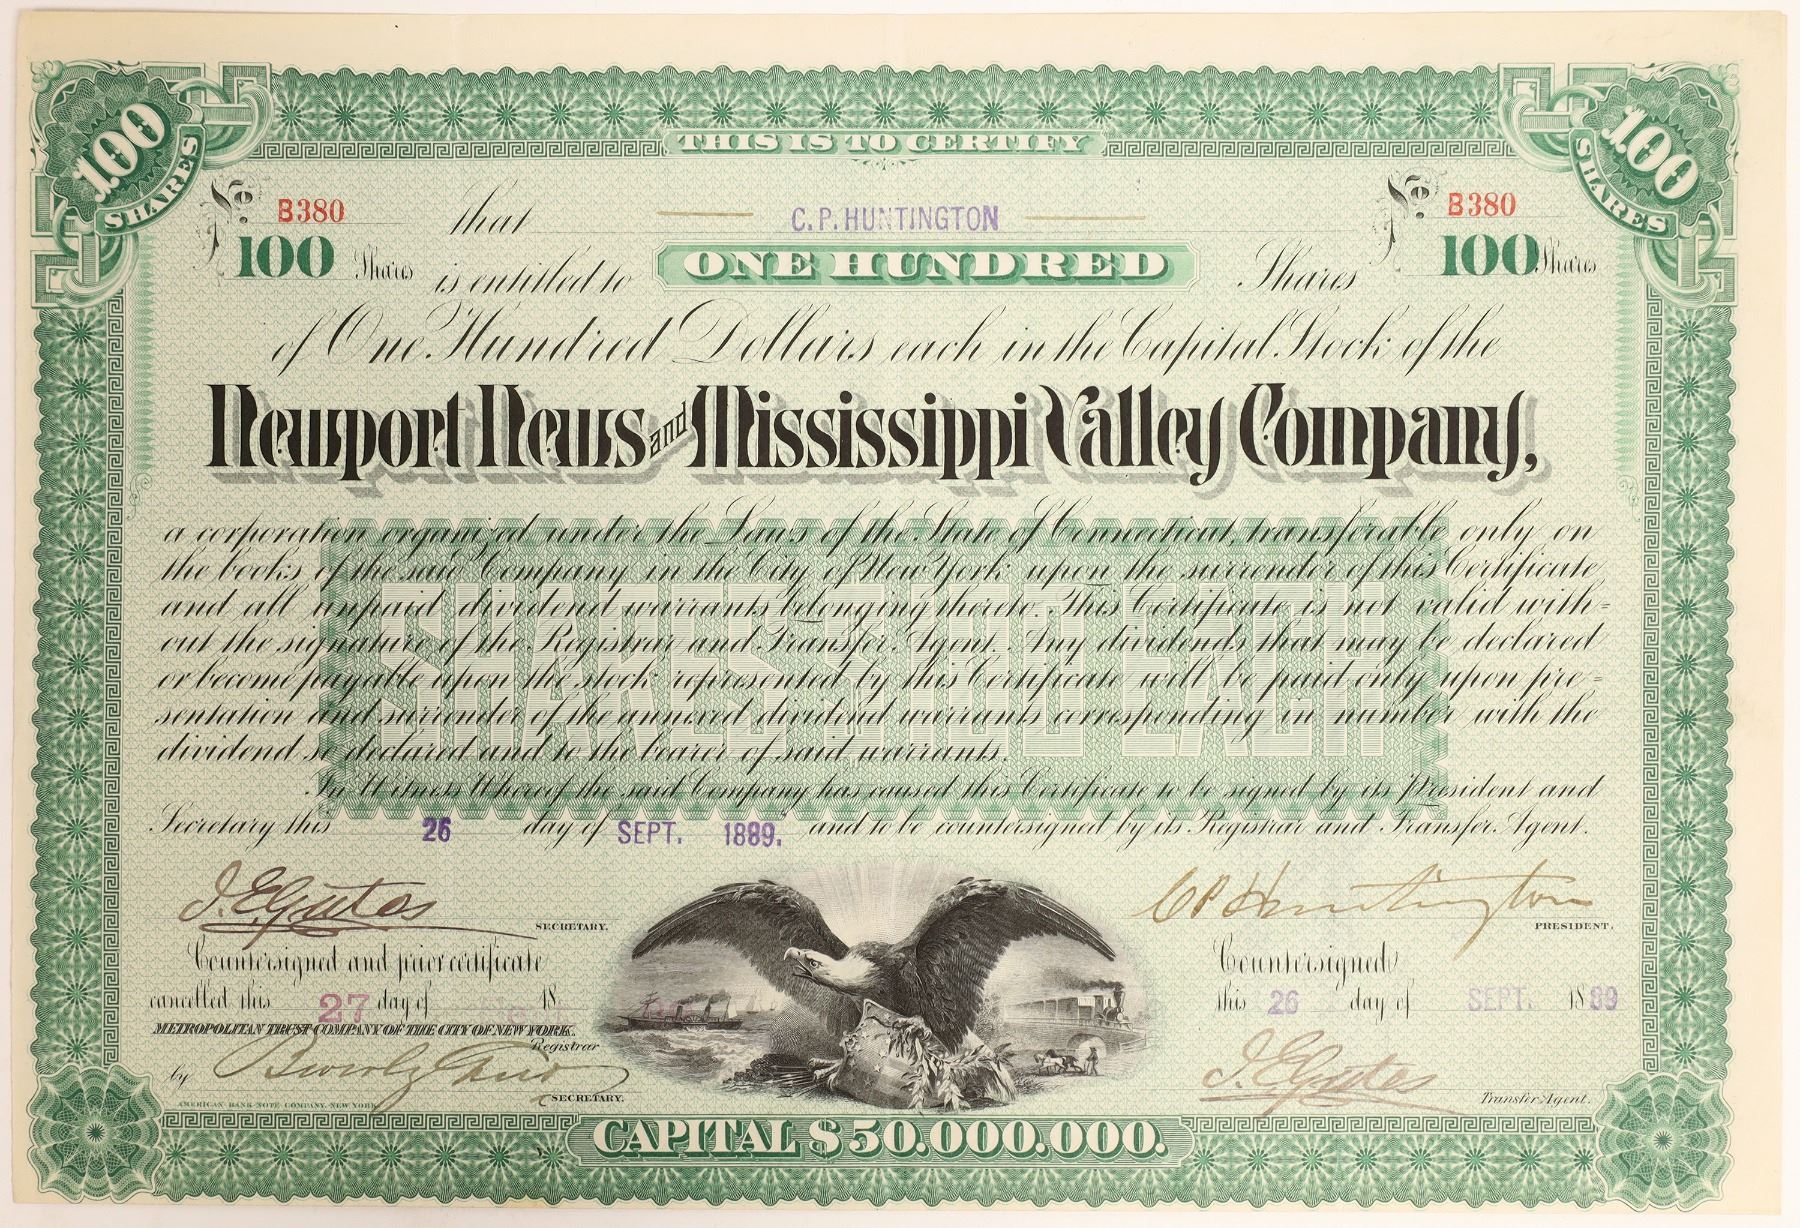 100 SHARES
100 SHARES
THIS IS TO CERTIFY
No. B380
that C.P. HUNTINGTON
No. B380
100 Shares
is entitled to ONE HUNDRED Shares
100 Shares
of One Hundred Dollars each in the Capital Stock of the
Newport News and Mississippi Valley Company,
a corporation organized under the Laws of the State of Connecticut, transferable only on
the books of the said Company in the City of New York upon the surrender of this Certificate
and all unpaid dividend warrants belonging thereto. This Certificate is not valid with=
out the signature of the Registrar and Transfer Agent. Any dividends that may be declared
or become payable upon the stock represented by this Certificate will be paid only upon pre=
sentation and surrender of the annexed dividend warrants corresponding in number with the
dividend so declared and to the bearer of said warrants.
SHARES $100 EACH
In Witness Whereof the said Company has caused this Certificate to be signed by its President and
Secretary this 26 day of SEPT. 1889. and to be countersigned by its Registrar and Transfer Agent.
I.E. Gates
SECRETARY.
C P Huntington
PRESIDENT.
Countersigned and prior certificate
cancelled this 27 day of 18
METROPOLITAN TRUST COMPANY OF THE CITY OF NEW YORK.
Registrar
by Beverly Chew
SECRETARY.
AMERICAN BANK NOTE COMPANY, NEW YORK
Countersigned
this 26 day of SEPT. 1889
I.E. Gates
Transfer Agent.
CAPITAL $50.000.000.